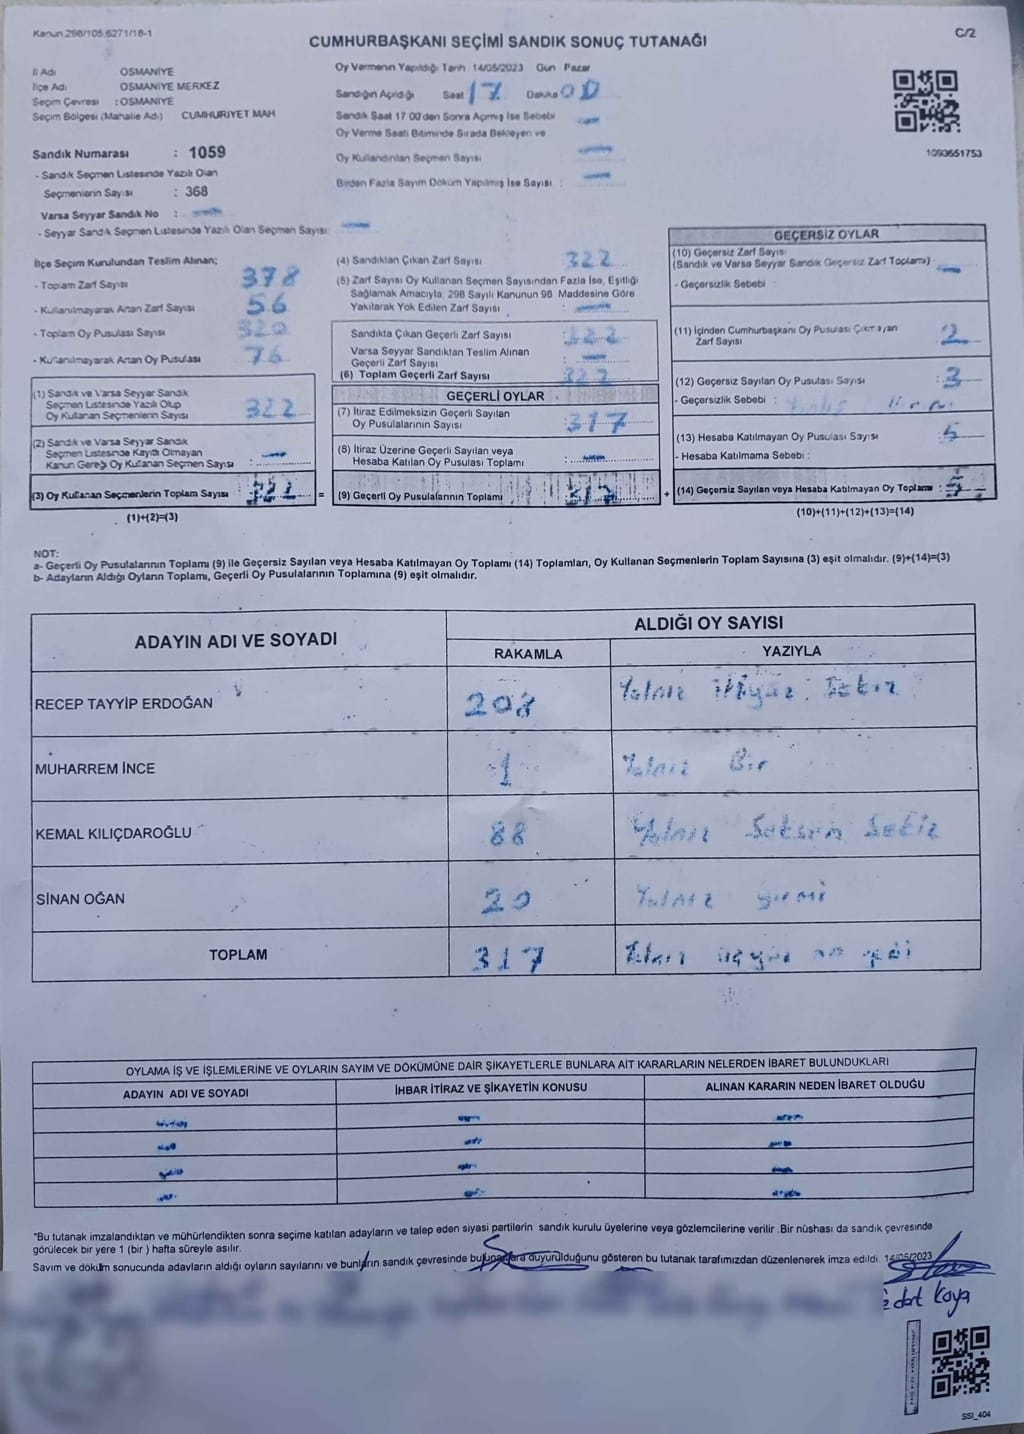 Kanun:298/105:6271/18-1
C/2
CUMHURBAŞKANI SEÇİMİ SANDIK SONUÇ TUTANAĞI
İl Adı OSMANİYE
İlçe Adı OSMANİYE MERKEZ
Seçim Çevresi : OSMANİYE
Seçim Bölgesi (Mahalle Ad.) CUMHURİYET MAH
Sandık Numarası : 1059
- Sandık Seçmen Listesinde Yazılı Olan
Seçmenlerin Sayısı : 368
Varsa Seyyar Sandık No :
- Seyyar Sandık Seçmen Listesinde Yazılı Olan Seçmen Sayısı:
Oy Vermenin Yapıldığı Tarih 14/05/2023 Gün Pazar
Sandığın Açıldığı Saat 17 Dakika 00
Sandık Saat 17 00'den Sonra Açmış İse Sebebi
Oy Verme Saati Bitiminde Sırada Bekleyen ve
Oy Kullandırılan Seçmen Sayısı
Birden Fazla Sayım Döküm Yapılmış İse Sayısı :
1093651753
İlçe Seçim Kurulundan Teslim Alınan;
- Toplam Zarf Sayısı 378
- Kullanılmayarak Artan Zarf Sayısı 56
- Toplam Oy Pusulası Sayısı
- Kullanılmayarak Artan Oy Pusulası 76
(1) Sandık ve Varsa Seyyar Sandık
Seçmen Listesinde Yazılı Olup
Oy Kullanan Seçmenlerin Sayısı : 322
(2) Sandık ve Varsa Seyyar Sandık
Seçmen Listesinde Kayıtlı Olmayan
Kanun Gereği Oy Kullanan Seçmen Sayısı :
(3) Oy Kullanan Seçmenlerin Toplam Sayısı : 322 =
(1)+(2)=(3)
(4) Sandıktan Çıkan Zarf Sayısı : 322
(5) Zarf Sayısı Oy Kullanan Seçmen Sayısından Fazla İse, Eşitliği
Sağlamak Amacıyla; 298 Sayılı Kanunun 98. Maddesine Göre
Yakılarak Yok Edilen Zarf Sayısı :
Sandıkta Çıkan Geçerli Zarf Sayısı : 322
Varsa Seyyar Sandıktan Teslim Alınan
Geçerli Zarf Sayısı :
(6) Toplam Geçerli Zarf Sayısı : 322
GEÇERLİ OYLAR
(7) İtiraz Edilmeksizin Geçerli Sayılan
Oy Pusulalarının Sayısı : 317
(8) İtiraz Üzerine Geçerli Sayılan veya
Hesaba Katılan Oy Pusulası Toplamı :
(9) Geçerli Oy Pusulalarının Toplamı : 317 +
GEÇERSİZ OYLAR
(10) Geçersiz Zarf Sayısı
(Sandık ve Varsa Seyyar Sandık Geçersiz Zarf Toplamı) :
- Geçersizlik Sebebi :
(11) İçinden Cumhurbaşkanı Oy Pusulası Çıkmayan
Zarf Sayısı : 2
(12) Geçersiz Sayılan Oy Pusulası Sayısı : 3
- Geçersizlik Sebebi :
(13) Hesaba Katılmayan Oy Pusulası Sayısı : 5
- Hesaba Katılmama Sebebi :
(14) Geçersiz Sayılan veya Hesaba Katılmayan Oy Toplamı : 5
(10)+(11)+(12)+(13)=(14)
NOT:
a- Geçerli Oy Pusulalarının Toplamı (9) ile Geçersiz Sayılan veya Hesaba Katılmayan Oy Toplamı (14) Toplamları, Oy Kullanan Seçmenlerin Toplam Sayısına (3) eşit olmalıdır. (9)+(14)=(3)
b- Adayların Aldığı Oyların Toplamı, Geçerli Oy Pusulalarının Toplamına (9) eşit olmalıdır.
ADAYIN ADI VE SOYADI
ALDIĞI OY SAYISI
RAKAMLA YAZIYLA
RECEP TAYYİP ERDOĞAN 208 Yalnız ikiyüz sekiz
MUHARREM İNCE 1 Yalnız Bir
KEMAL KILIÇDAROĞLU 88 Yalnız Seksen Sekiz
SİNAN OĞAN 20 Yalnız yirmi
TOPLAM 317 Yalnız üçyüz on yedi
OYLAMA İŞ VE İŞLEMLERİNE VE OYLARIN SAYIM VE DÖKÜMÜNE DAİR ŞİKAYETLERLE BUNLARA AİT KARARLARIN NELERDEN İBARET BULUNDUKLARI
ADAYIN ADI VE SOYADI İHBAR İTİRAZ VE ŞİKAYETİN KONUSU ALINAN KARARIN NEDEN İBARET OLDUĞU
*Bu tutanak imzalandıktan ve mühürlendikten sonra seçime katılan adayların ve talep eden siyasi partilerin sandık kurulu üyelerine veya gözlemcilerine verilir .Bir nüshası da sandık çevresinde
görülecek bir yere 1 (bir ) hafta süreyle asılır.
Sayım ve döküm sonucunda adayların aldığı oyların sayılarını ve bunların sandık çevresinde bulunanlara duyurulduğunu gösteren bu tutanak tarafımızdan düzenlenerek imza edildi. 14/05/2023
edat Kaya
SSI_404